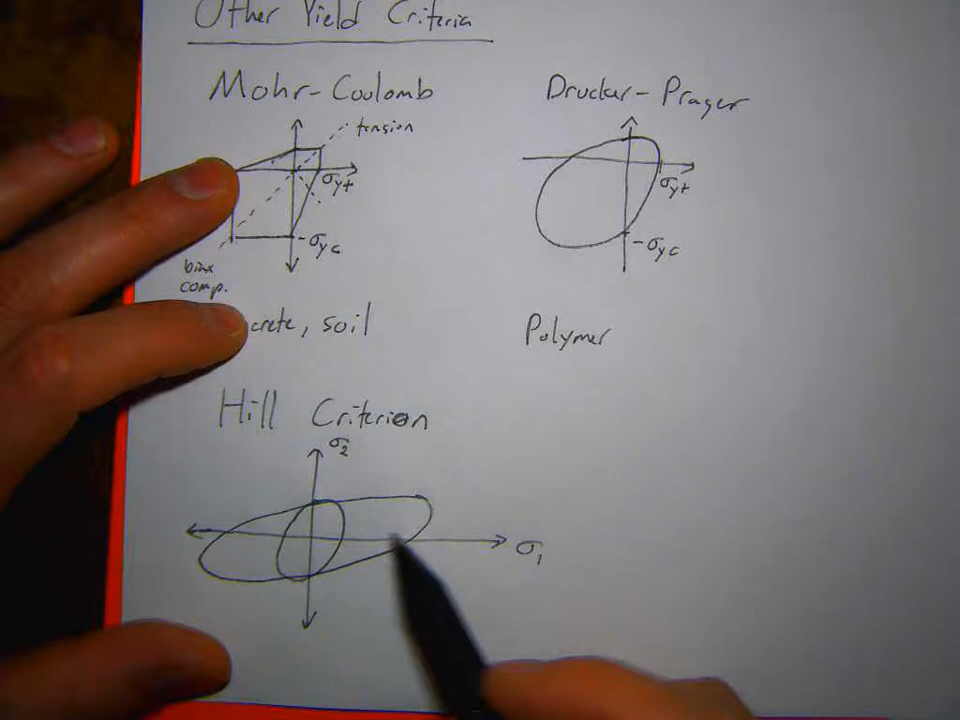 Other Yield Criteria
Mohr-Coulomb
tension
σyt
-σyc
biax
comp.
crete, soil
Drucker-Prager
σyt
-σyc
Polymer
Hill Criterion
σ2
σ1